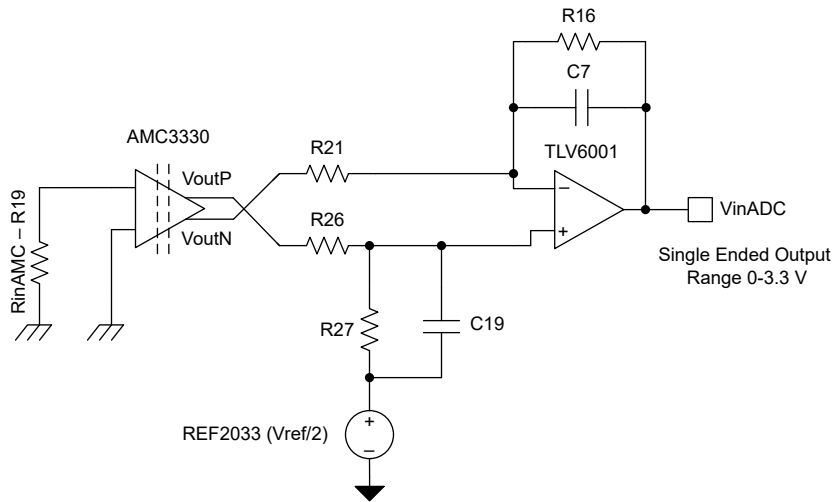 R16
C7
AMC3330
R21
TLV6001
VoutP
VoutN
RinAMC – R19
R26
VinADC
Single Ended Output
Range 0-3.3 V
R27
C19
REF2033 (Vref/2)